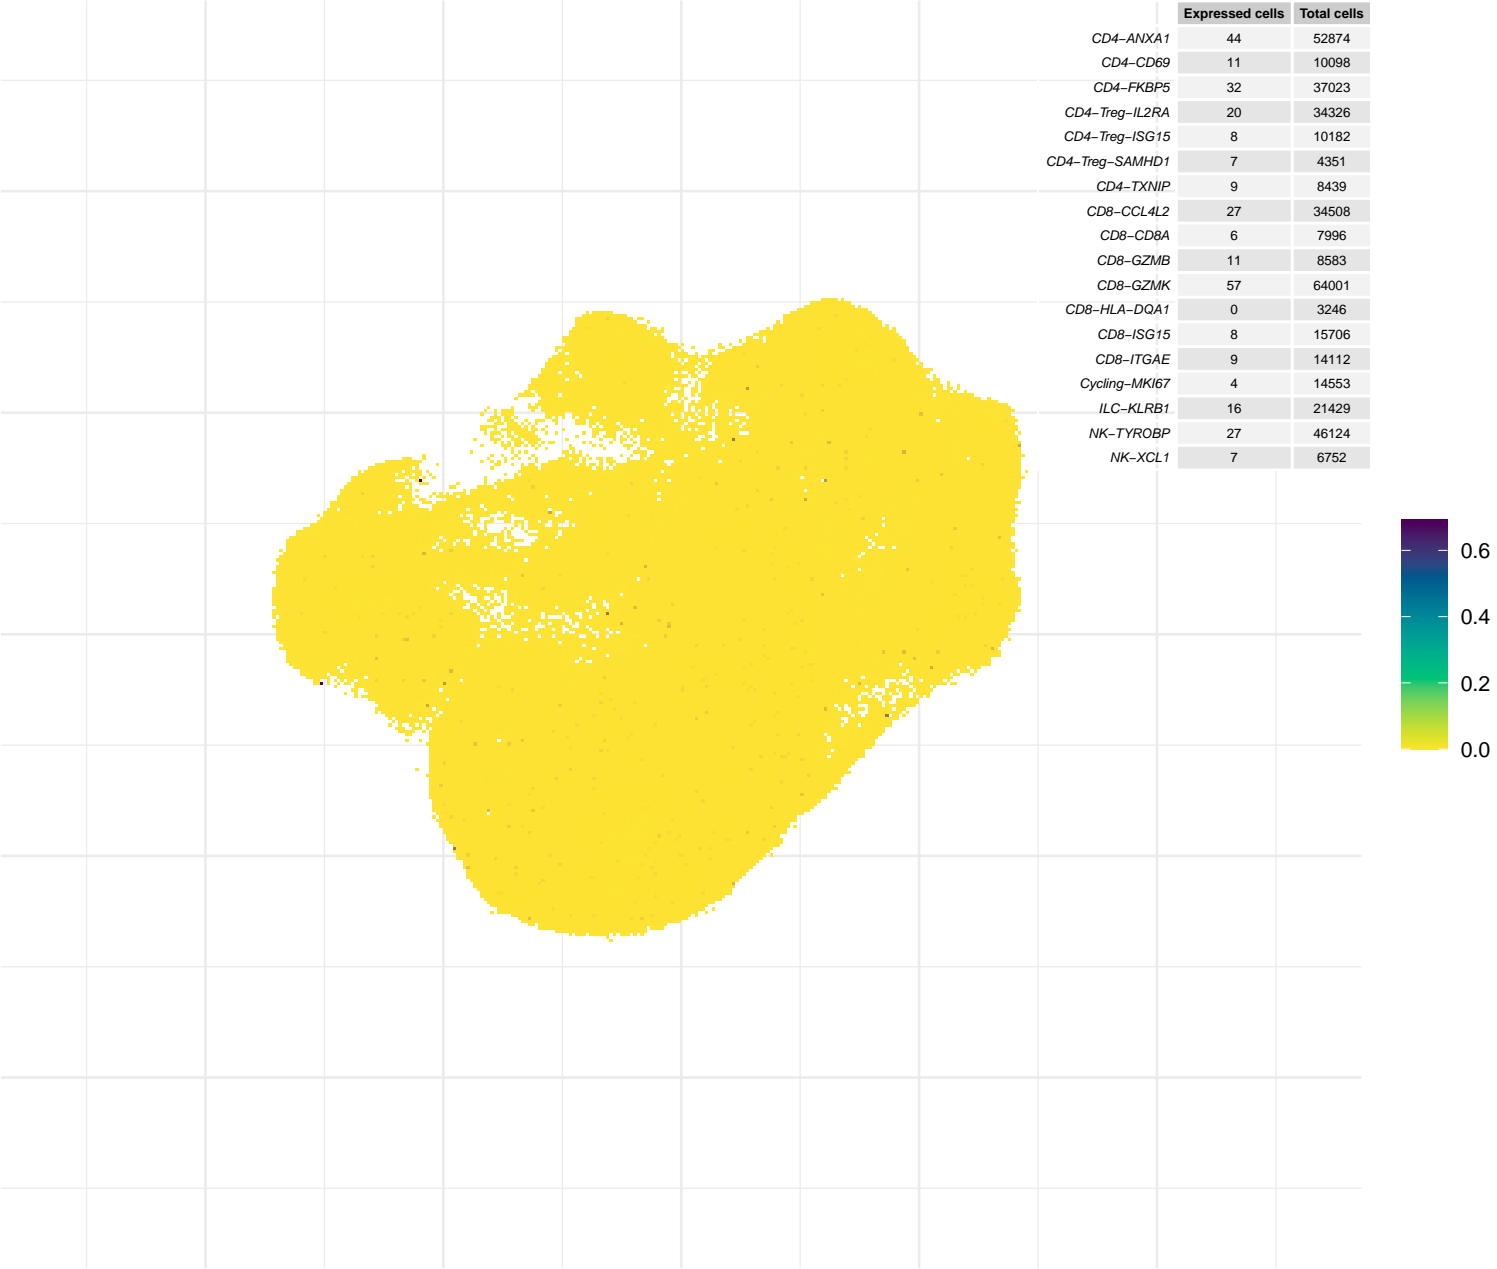 Expressed cells Total cells
CD4−ANXA1 44 52874
CD4−CD69 11 10098
CD4−FKBP5 32 37023
CD4−Treg−IL2RA 20 34326
CD4−Treg−ISG15 8 10182
CD4−Treg−SAMHD1 7 4351
CD4−TXNIP 9 8439
CD8−CCL4L2 27 34508
CD8−CD8A 6 7996
CD8−GZMB 11 8583
CD8−GZMK 57 64001
CD8−HLA−DQA1 0 3246
CD8−ISG15 8 15706
CD8−ITGAE 9 14112
Cycling−MKI67 4 14553
ILC−KLRB1 16 21429
NK−TYROBP 27 46124
NK−XCL1 7 6752
0.6
0.4
0.2
0.0